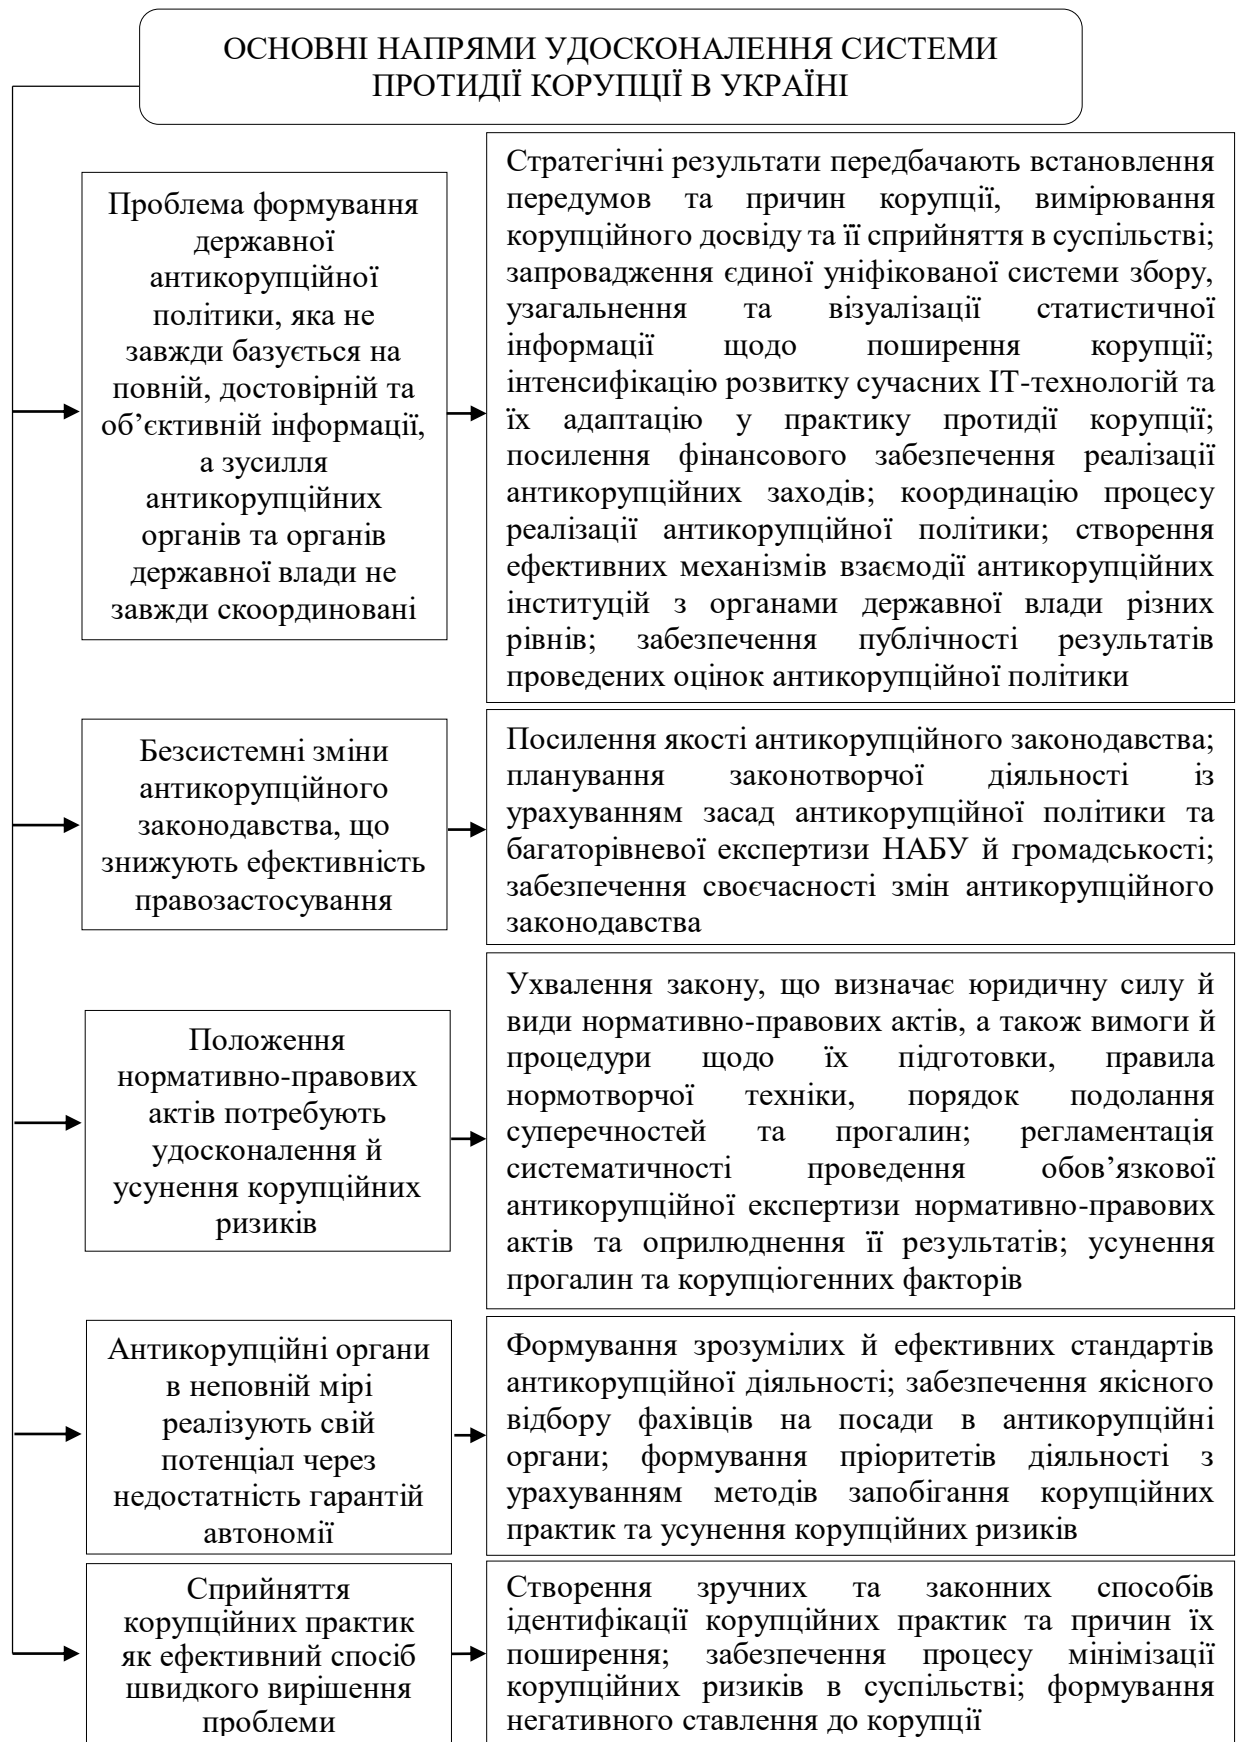 ОСНОВНІ НАПРЯМИ УДОСКОНАЛЕННЯ СИСТЕМИ
ПРОТИДІЇ КОРУПЦІЇ В УКРАЇНІ
Проблема формування
державної
антикорупційної
політики, яка не
завжди базується на
повній, достовірній та
об’єктивній інформації,
а зусилля
антикорупційних
органів та органів
державної влади не
завжди скоординовані
Стратегічні результати передбачають встановлення
передумов та причин корупції, вимірювання
корупційного досвіду та її сприйняття в суспільстві;
запровадження єдиної уніфікованої системи збору,
узагальнення та візуалізації статистичної
інформації щодо поширення корупції;
інтенсифікацію розвитку сучасних ІТ-технологій та
їх адаптацію у практику протидії корупції;
посилення фінансового забезпечення реалізації
антикорупційних заходів; координацію процесу
реалізації антикорупційної політики; створення
ефективних механізмів взаємодії антикорупційних
інституцій з органами державної влади різних
рівнів; забезпечення публічності результатів
проведених оцінок антикорупційної політики
Безсистемні зміни
антикорупційного
законодавства, що
знижують ефективність
правозастосування
Посилення якості антикорупційного законодавства;
планування законотворчої діяльності із
урахуванням засад антикорупційної політики та
багаторівневої експертизи НАБУ й громадськості;
забезпечення своєчасності змін антикорупційного
законодавства
Положення
нормативно-правових
актів потребують
удосконалення й
усунення корупційних
ризиків
Ухвалення закону, що визначає юридичну силу й
види нормативно-правових актів, а також вимоги й
процедури щодо їх підготовки, правила
нормотворчої техніки, порядок подолання
суперечностей та прогалин; регламентація
систематичності проведення обов’язкової
антикорупційної експертизи нормативно-правових
актів та оприлюднення її результатів; усунення
прогалин та корупціогенних факторів
Антикорупційні органи
в неповній мірі
реалізують свій
потенціал через
недостатність гарантій
автономії
Формування зрозумілих й ефективних стандартів
антикорупційної діяльності; забезпечення якісного
відбору фахівців на посади в антикорупційні
органи; формування пріоритетів діяльності з
урахуванням методів запобігання корупційних
практик та усунення корупційних ризиків
Сприйняття
корупційних практик
як ефективний спосіб
швидкого вирішення
проблеми
Створення зручних та законних способів
ідентифікації корупційних практик та причин їх
поширення; забезпечення процесу мінімізації
корупційних ризиків в суспільстві; формування
негативного ставлення до корупції